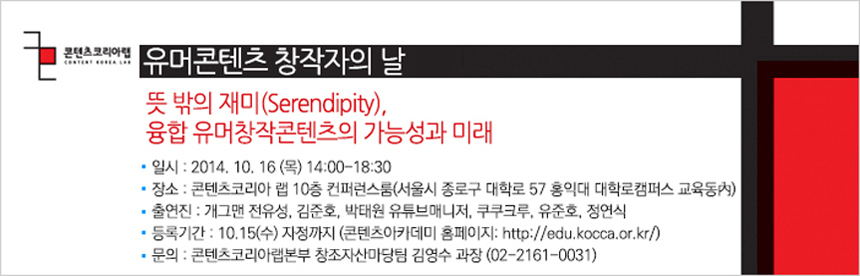 콘텐츠코리아랩
CONTENT KOREA LAB
유머콘텐츠 창작자의 날
뜻 밖의 재미(Serendipity),
융합 유머창작콘텐츠의 가능성과 미래
▪ 일시 : 2014. 10. 16 (목) 14:00-18:30
▪ 장소 : 콘텐츠코리아 랩 10층 컨퍼런스룸(서울시 종로구 대학로 57 홍익대 대학로캠퍼스 교육동內)
▪ 출연진 : 개그맨 전유성, 김준호, 박태원 유튜브매니저, 쿠쿠크루, 유준호, 정연식
▪ 등록기간 : 10.15(수) 자정까지 (콘텐츠아카데미 홈페이지: http://edu.kocca.or.kr/)
▪ 문의 : 콘텐츠코리아랩본부 창조자산마당팀 김영수 과장 (02-2161-0031)